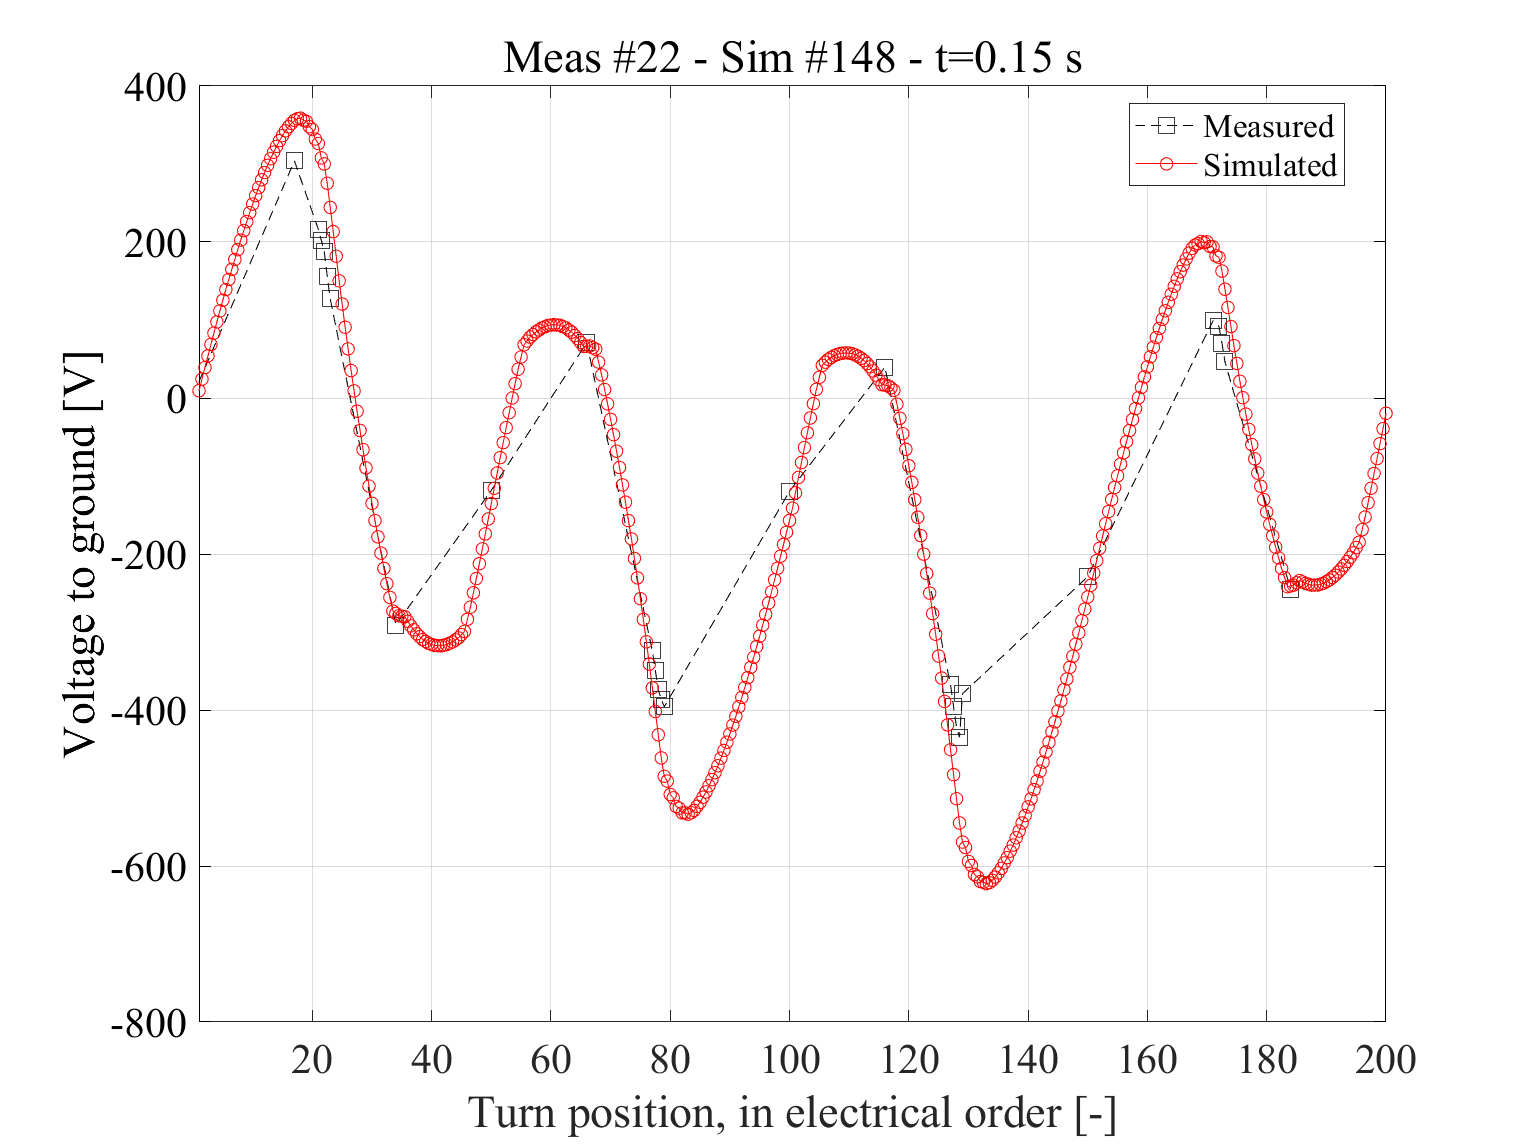 Meas #22 - Sim #148 - t=0.15 s
400
200
0
-200
-400
-600
-800
Voltage to ground [V]
Measured
Simulated
20 40 60 80 100 120 140 160 180 200
Turn position, in electrical order [-]